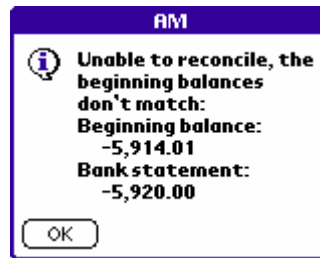 AM
Unable to reconcile, the
beginning balances
don't match:
Beginning balance:
-5,914.01
Bank statement:
-5,920.00
OK